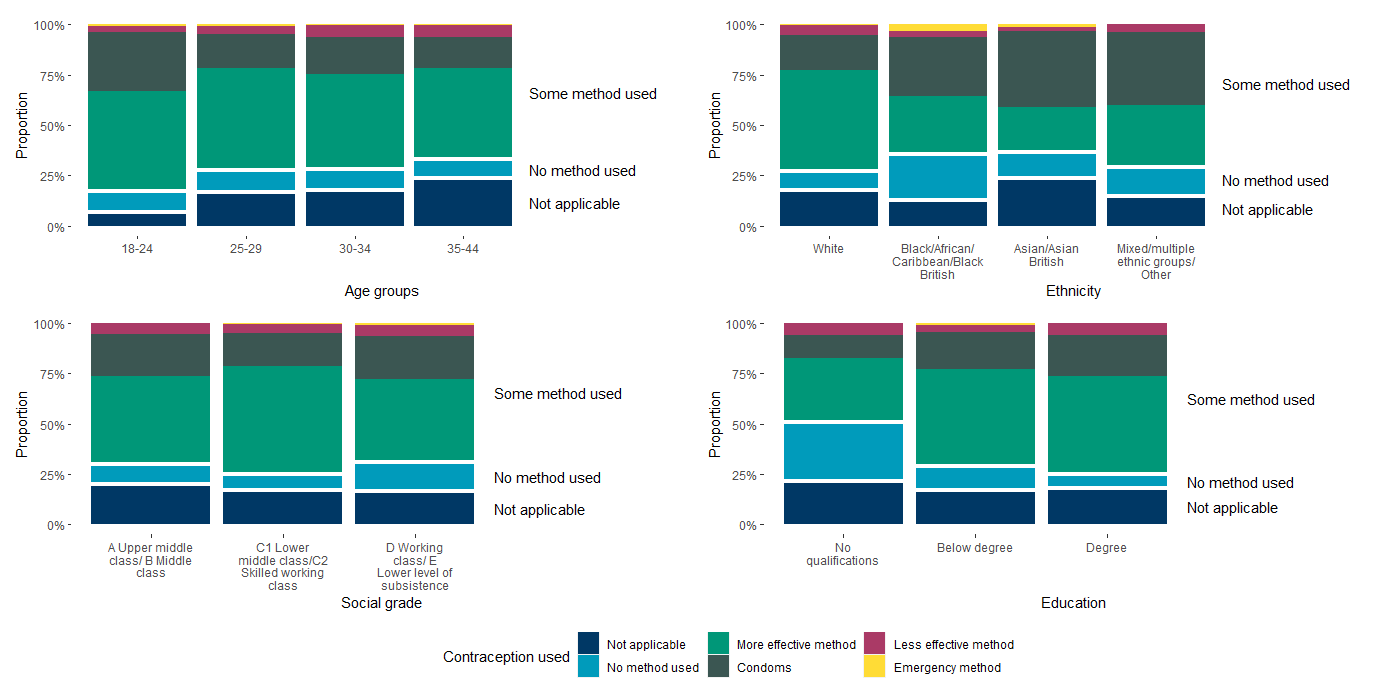 100%
75%
50%
25%
0%
Proportion
18-24
25-29
30-34
35-44
Age groups
Some method used
No method used
Not applicable
100%
75%
50%
25%
0%
Proportion
White
Black/African/
Caribbean/Black
British
Asian/Asian
British
Mixed/multiple
ethnic groups/
Other
Ethnicity
Some method used
No method used
Not applicable
100%
75%
50%
25%
0%
Proportion
A Upper middle
class/ B Middle
class
C1 Lower
middle class/C2
Skilled working
class
D Working
class/ E
Lower level of
subsistence
Social grade
Some method used
No method used
Not applicable
100%
75%
50%
25%
0%
Proportion
No
qualifications
Below degree
Degree
Education
Some method used
No method used
Not applicable
Contraception used
Not applicable
No method used
More effective method
Condoms
Less effective method
Emergency method